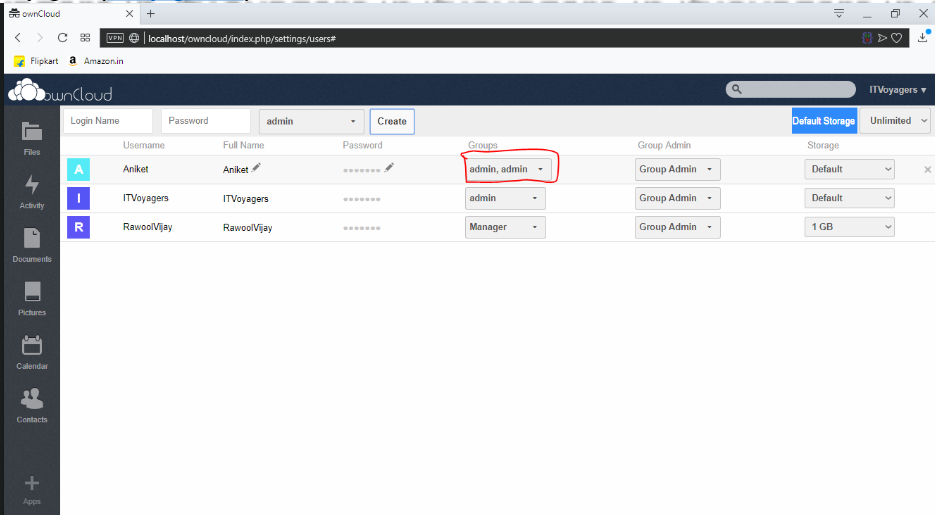 ownCloud
VPN localhost/owncloud/index.php/settings/users#
Flipkart a Amazon.in
ownCloud ITVoyagers ▾
Login Name Password admin Create Default Storage Unlimited
Files
Username Full Name Password Groups Group Admin Storage
A Aniket Aniket admin, admin Group Admin Default
Activity
I ITVoyagers ITVoyagers admin Group Admin Default
R RawoolVijay RawoolVijay Manager Group Admin 1 GB
Documents
Pictures
Calendar
Contacts
Apps